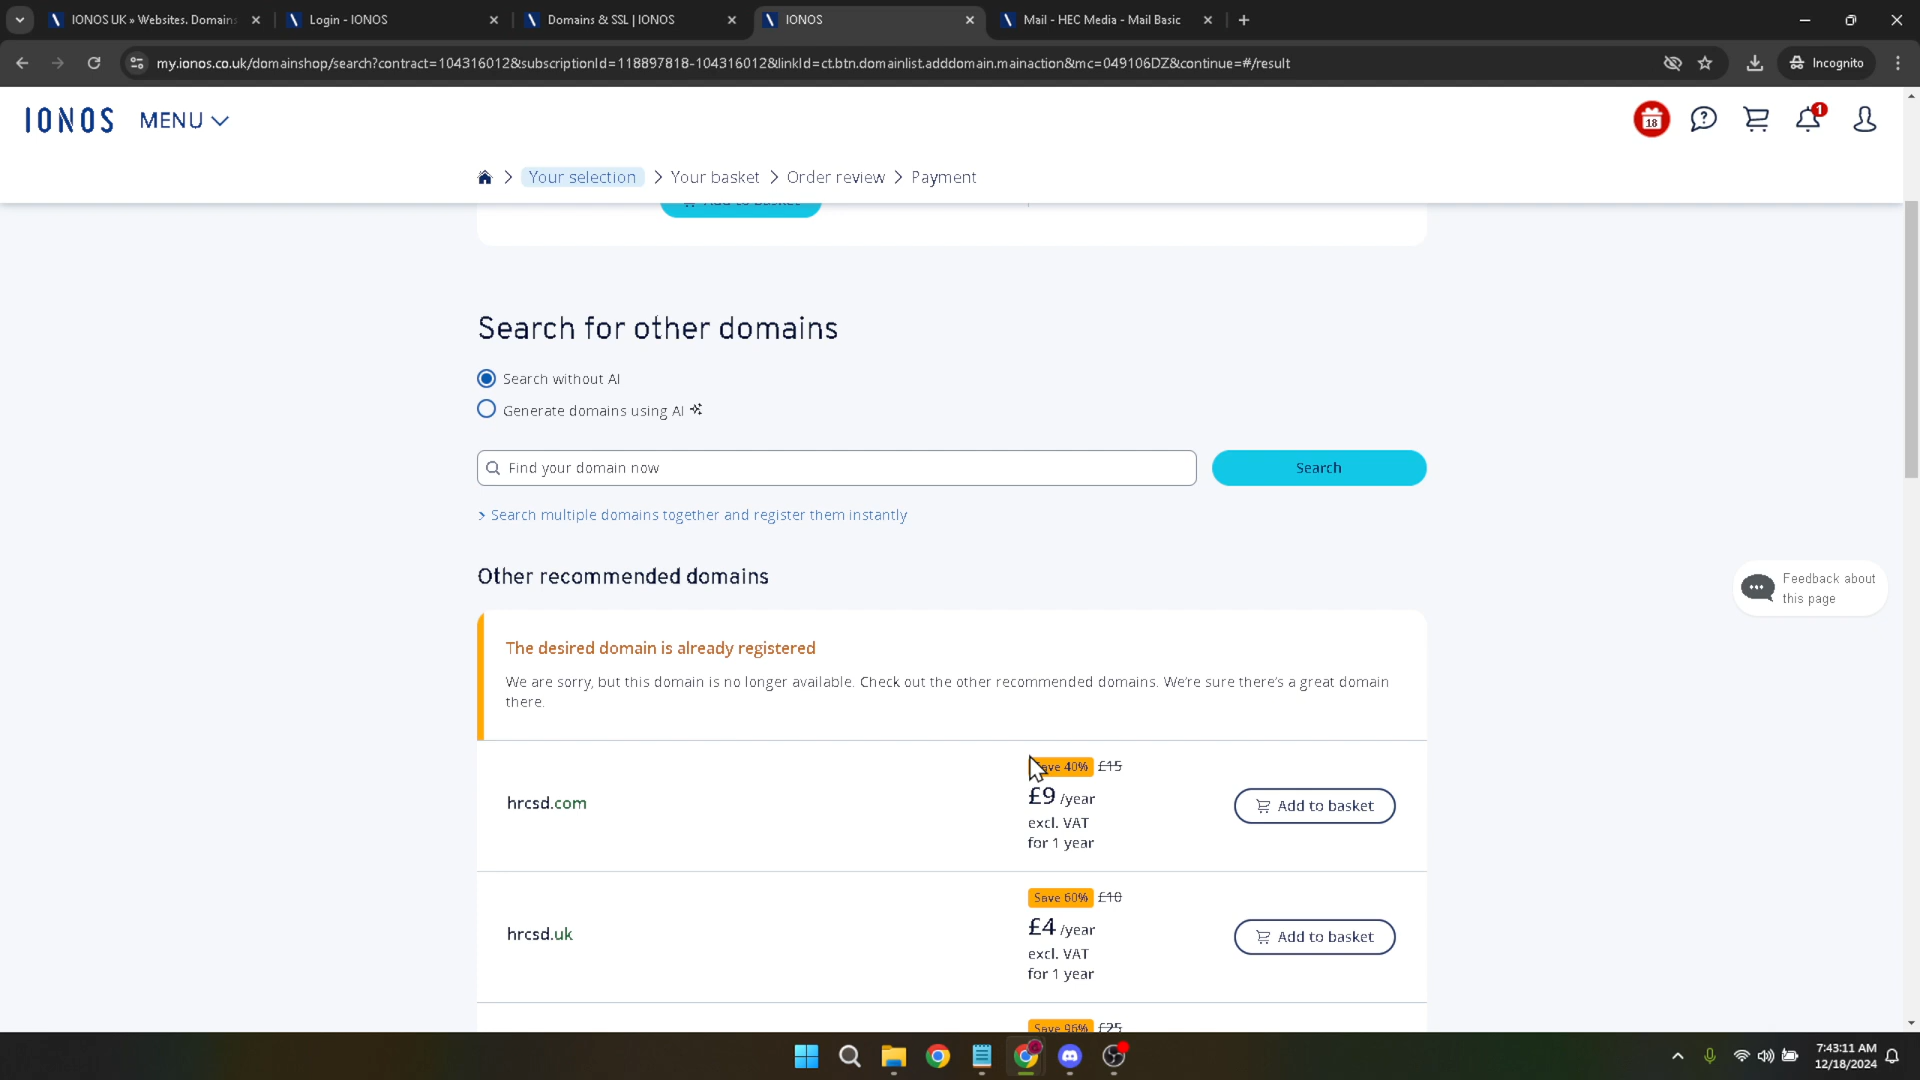 IONOS UK » Websites. Domains
Login - IONOS
Domains & SSL | IONOS
IONOS
Mail - HEC Media - Mail Basic
my.ionos.co.uk/domainshop/search?contract=104316012&subscriptionId=118897818-104316012&linkId=ct.btn.domainlist.adddomain.mainaction&mc=049106DZ&continue=#/result
Incognito
IONOS MENU
18
1
Your selection > Your basket > Order review > Payment
Add to basket
Search for other domains
Search without AI
Generate domains using AI
Find your domain now
Search
> Search multiple domains together and register them instantly
Other recommended domains
Feedback about
this page
The desired domain is already registered
We are sorry, but this domain is no longer available. Check out the other recommended domains. We're sure there's a great domain
there.
Save 40% £15
hrcsd.com
£9 /year
Add to basket
excl. VAT
for 1 year
Save 60% £10
hrcsd.uk
£4 /year
Add to basket
excl. VAT
for 1 year
Save 96% £25
7:43:11 AM
12/18/2024